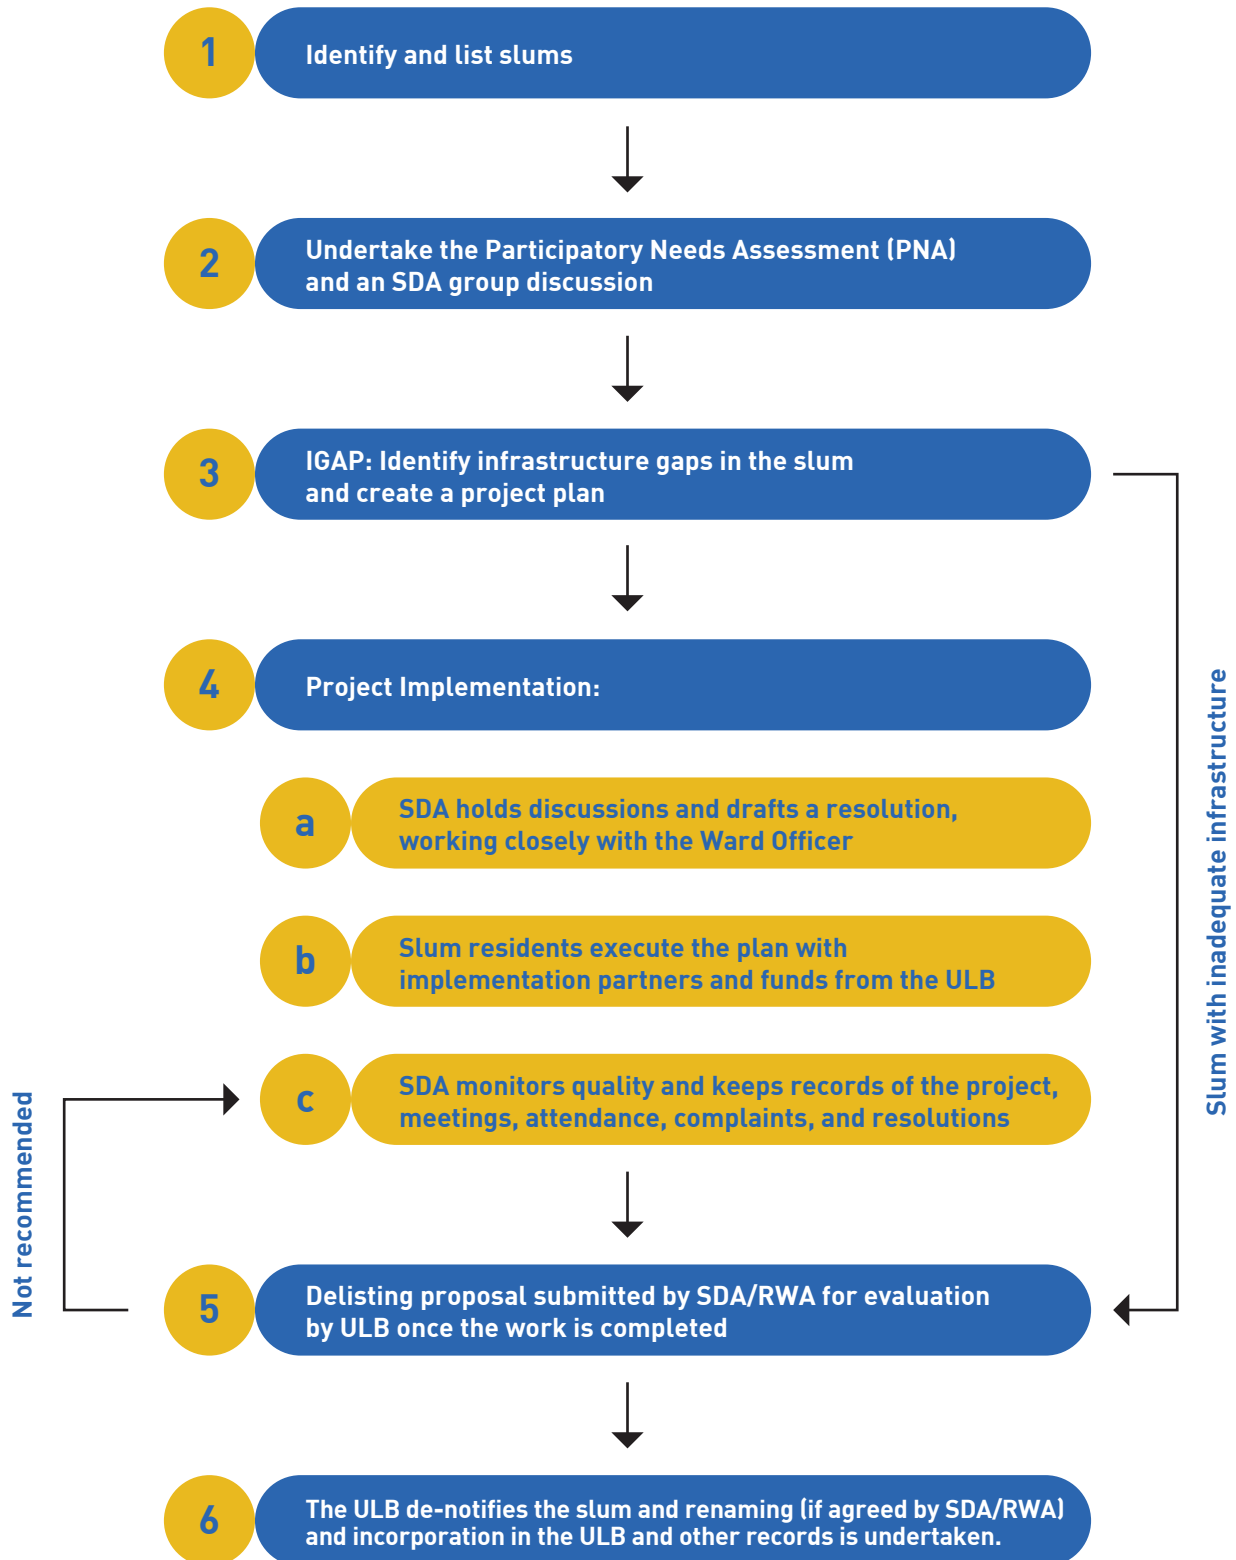 1
Identify and list slums
2
Undertake the Participatory Needs Assessment (PNA)
and an SDA group discussion
3
IGAP: Identify infrastructure gaps in the slum
and create a project plan
4
Project Implementation:
a
SDA holds discussions and drafts a resolution,
working closely with the Ward Officer
b
Slum residents execute the plan with
implementation partners and funds from the ULB
c
SDA monitors quality and keeps records of the project,
meetings, attendance, complaints, and resolutions
Slum with inadequate infrastructure
Not recommended
5
Delisting proposal submitted by SDA/RWA for evaluation
by ULB once the work is completed
6
The ULB de-notifies the slum and renaming (if agreed by SDA/RWA)
and incorporation in the ULB and other records is undertaken.